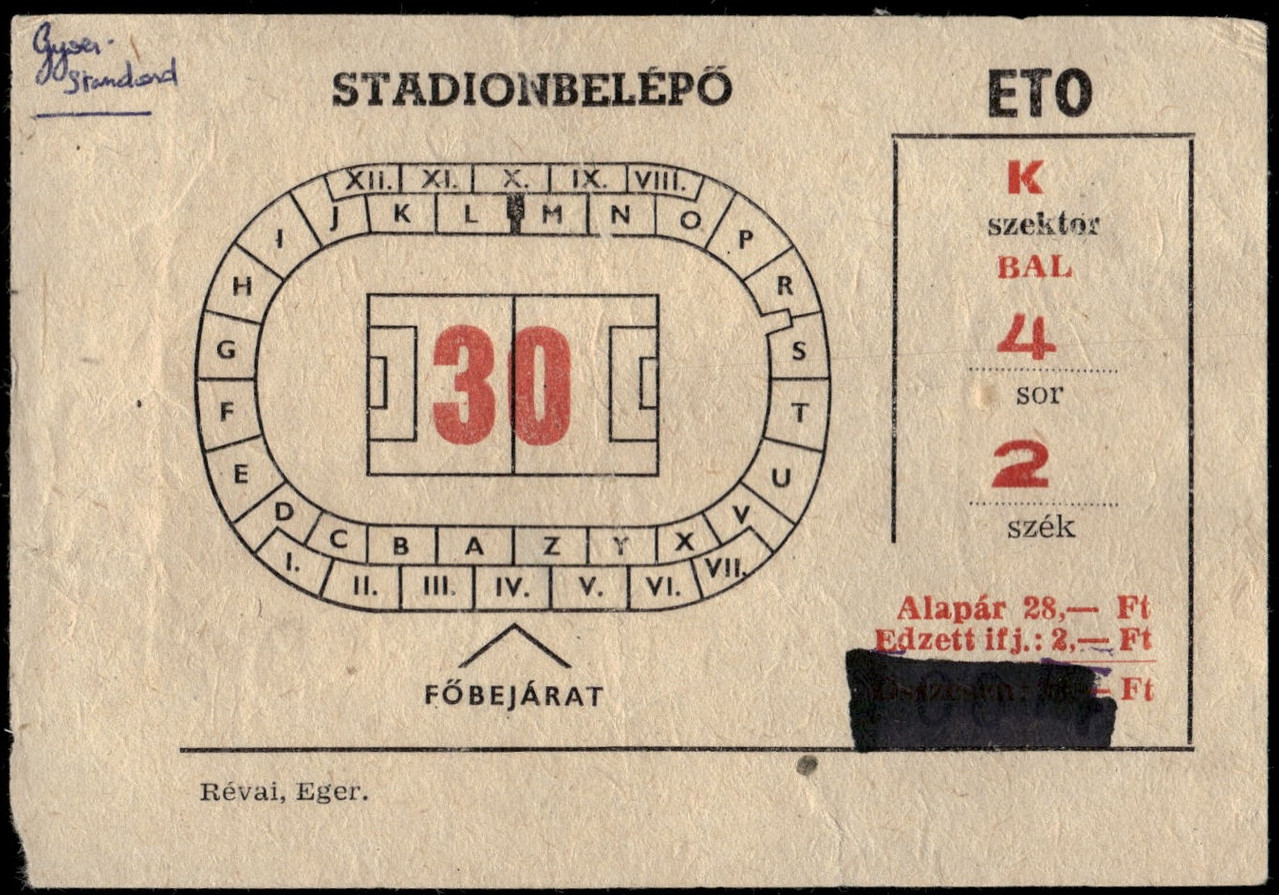 Gyoer-
Standard
STADIONBELÉPŐ
ETO
K
szektor
BAL
4
sor
2
szék
XII. XI. X. IX. VIII.
J K L M N O
I P
H R
G S
F T
E U
D V
C B A Z Y X
I. II. III. IV. V. VI. VII.
30
FŐBEJÁRAT
Alapár 28,— Ft
Edzett ifj.: 2,— Ft
Ft
Révai, Eger.